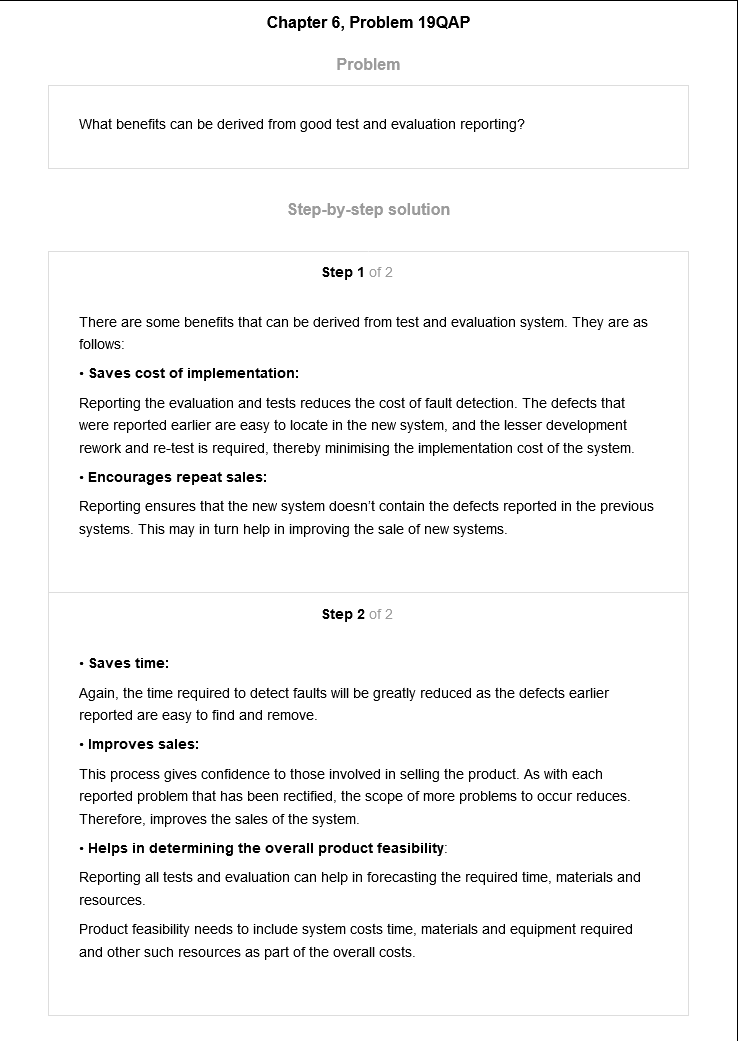 Chapter 6, Problem 19QAP
Problem
What benefits can be derived from good test and evaluation reporting?
Step-by-step solution
Step 1 of 2
There are some benefits that can be derived from test and evaluation system. They are as
follows:
• Saves cost of implementation:
Reporting the evaluation and tests reduces the cost of fault detection. The defects that
were reported earlier are easy to locate in the new system, and the lesser development
rework and re-test is required, thereby minimising the implementation cost of the system.
• Encourages repeat sales:
Reporting ensures that the new system doesn’t contain the defects reported in the previous
systems. This may in turn help in improving the sale of new systems.
Step 2 of 2
• Saves time:
Again, the time required to detect faults will be greatly reduced as the defects earlier
reported are easy to find and remove.
• Improves sales:
This process gives confidence to those involved in selling the product. As with each
reported problem that has been rectified, the scope of more problems to occur reduces.
Therefore, improves the sales of the system.
• Helps in determining the overall product feasibility:
Reporting all tests and evaluation can help in forecasting the required time, materials and
resources.
Product feasibility needs to include system costs time, materials and equipment required
and other such resources as part of the overall costs.